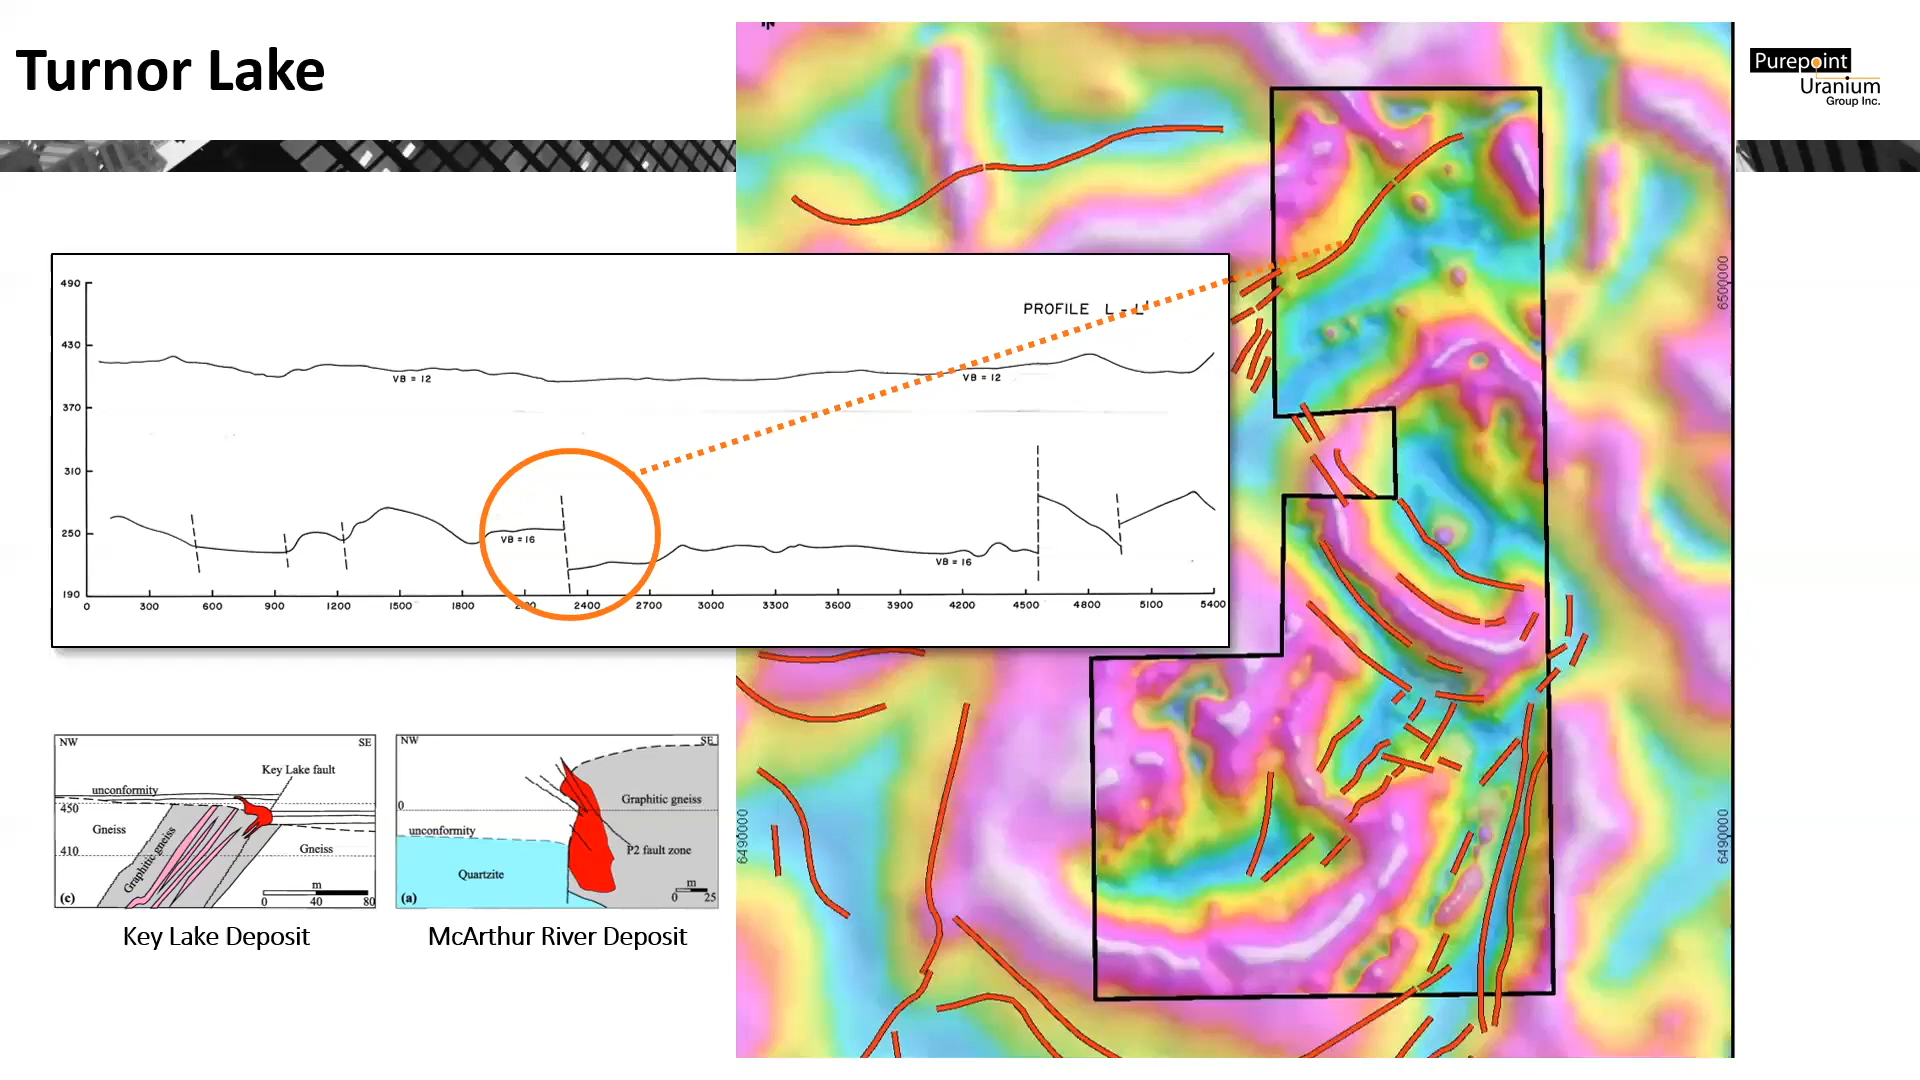 Turnor Lake
Purepoint
Uranium
Group Inc.
N
PROFILE L - L'
490
430
370
310
250
190
VB = 12
VB = 12
VB = 16
VB = 16
0 300 600 900 1200 1500 1800 2100 2400 2700 3000 3300 3600 3900 4200 4500 4800 5100 5400
6500000
6490000
6490000
NW SE
Key Lake fault
unconformity
450
Gneiss
Graphitic gneiss
Gneiss
410
m
(c) 0 40 80
NW SE
Graphitic gneiss
0
unconformity
P2 fault zone
Quartzite
m
(a) 0 25
Key Lake Deposit
McArthur River Deposit